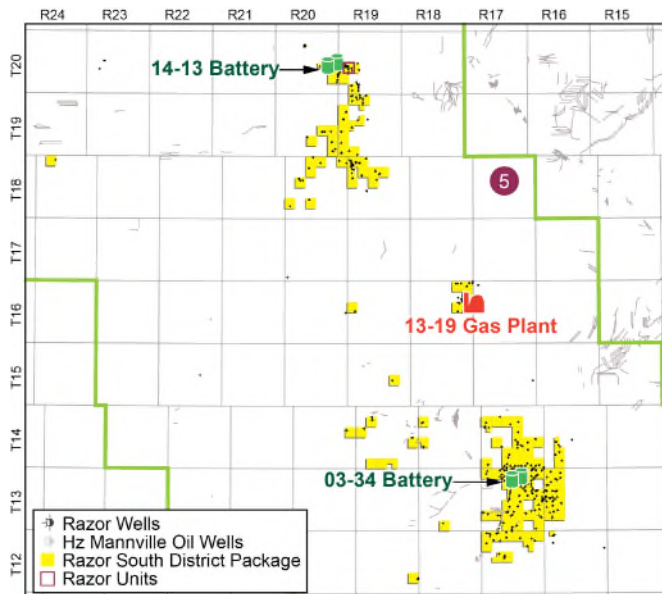 R24 R23 R22 R21 R20 R19 R18 R17 R16 R15
T20
14-13 Battery
T19
T18
5
T17
T16
13-19 Gas Plant
T14
03-34 Battery
T13
T12
Razor Wells
Hz Mannville Oil Wells
Razor South District Package
Razor Units